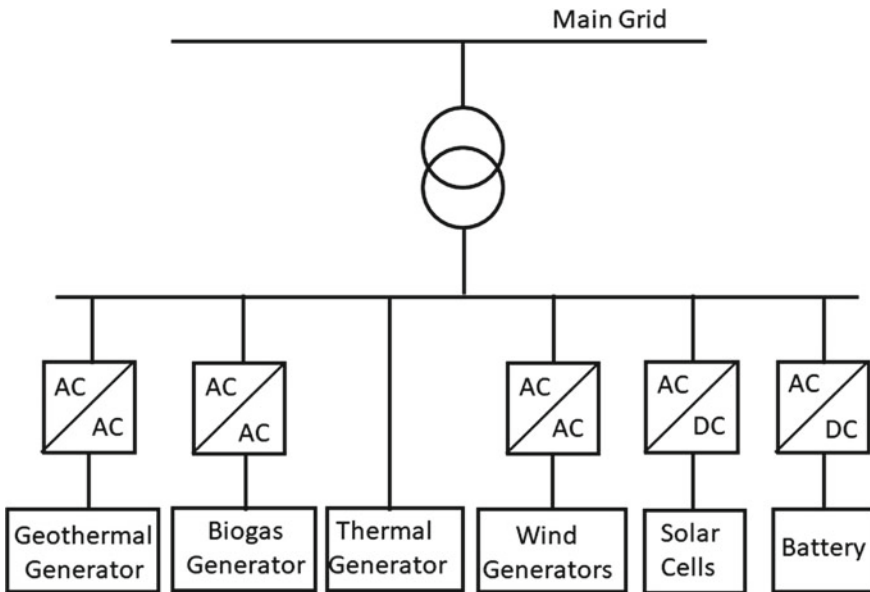 Main Grid
AC
AC
AC
AC
AC
AC
AC
DC
AC
DC
Geothermal
Generator
Biogas
Generator
Thermal
Generator
Wind
Generators
Solar
Cells
Battery